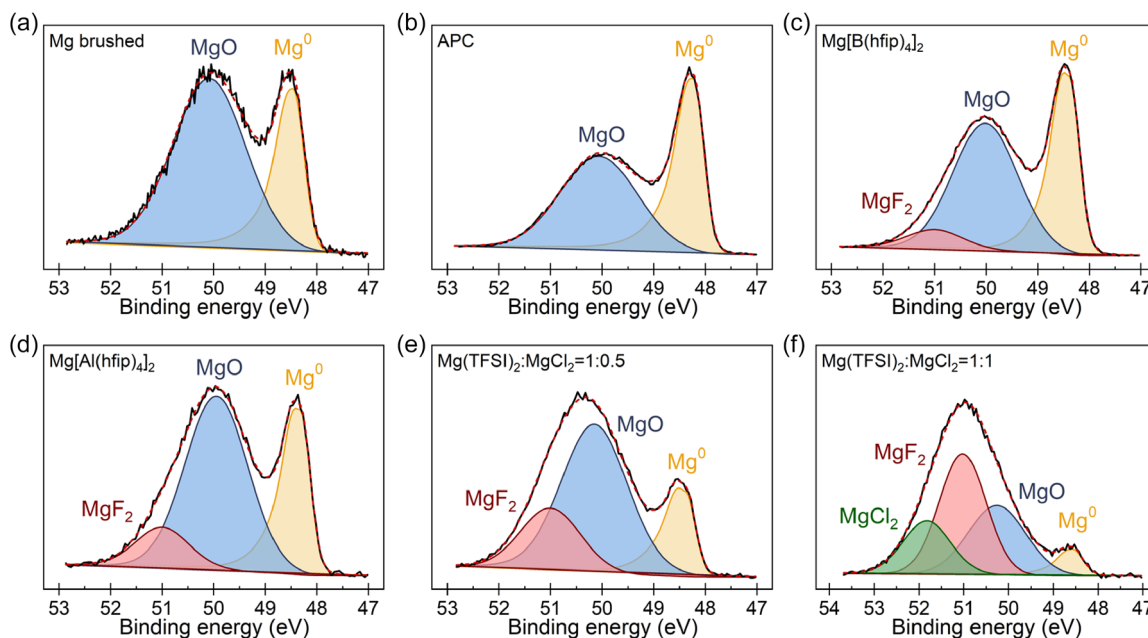 (a)
Mg brushed
MgO
Mg⁰
53 52 51 50 49 48 47
Binding energy (eV)
(b)
APC
MgO
Mg⁰
53 52 51 50 49 48 47
Binding energy (eV)
(c)
Mg[B(hfip)₄]₂
MgF₂
MgO
Mg⁰
53 52 51 50 49 48 47
Binding energy (eV)
(d)
Mg[Al(hfip)₄]₂
MgF₂
MgO
Mg⁰
53 52 51 50 49 48 47
Binding energy (eV)
(e)
Mg(TFSI)₂:MgCl₂=1:0.5
MgF₂
MgO
Mg⁰
53 52 51 50 49 48 47
Binding energy (eV)
(f)
Mg(TFSI)₂:MgCl₂=1:1
MgCl₂
MgF₂
MgO
Mg⁰
54 53 52 51 50 49 48 47
Binding energy (eV)